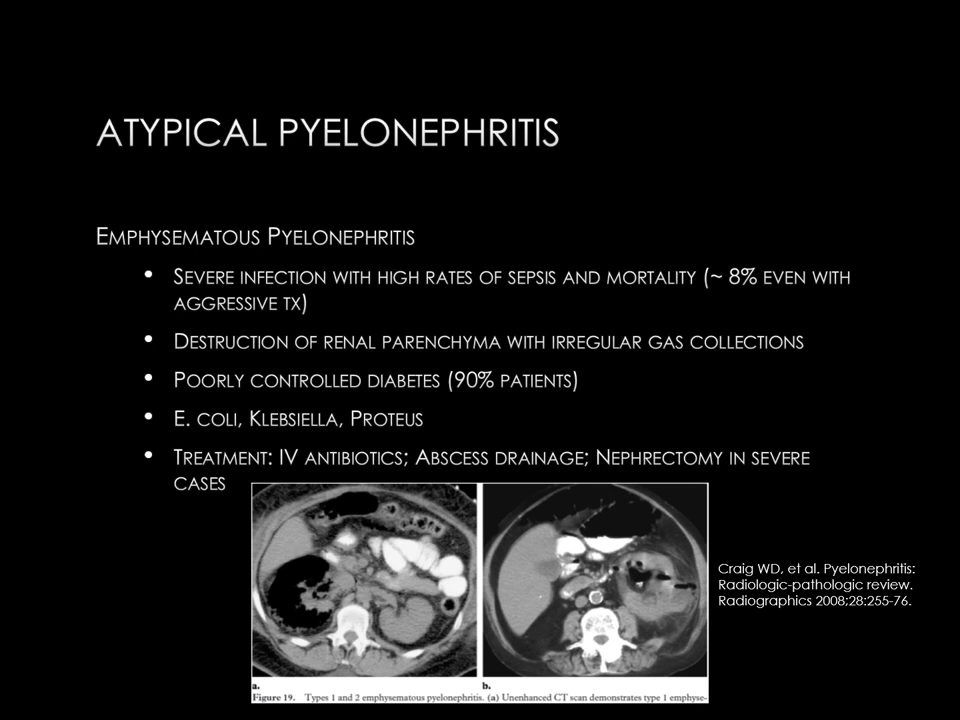 ATYPICAL PYELONEPHRITIS
EMPHYSEMATOUS PYELONEPHRITIS
• SEVERE INFECTION WITH HIGH RATES OF SEPSIS AND MORTALITY (~ 8% EVEN WITH
AGGRESSIVE TX)
• DESTRUCTION OF RENAL PARENCHYMA WITH IRREGULAR GAS COLLECTIONS
• POORLY CONTROLLED DIABETES (90% PATIENTS)
• E. COLI, KLEBSIELLA, PROTEUS
• TREATMENT: IV ANTIBIOTICS; ABSCESS DRAINAGE; NEPHRECTOMY IN SEVERE
CASES
Craig WD, et al. Pyelonephritis:
Radiologic-pathologic review.
Radiographics 2008;28:255-76.
a. b.
Figure 19. Types 1 and 2 emphysematous pyelonephritis. (a) Unenhanced CT scan demonstrates type 1 emphyse-